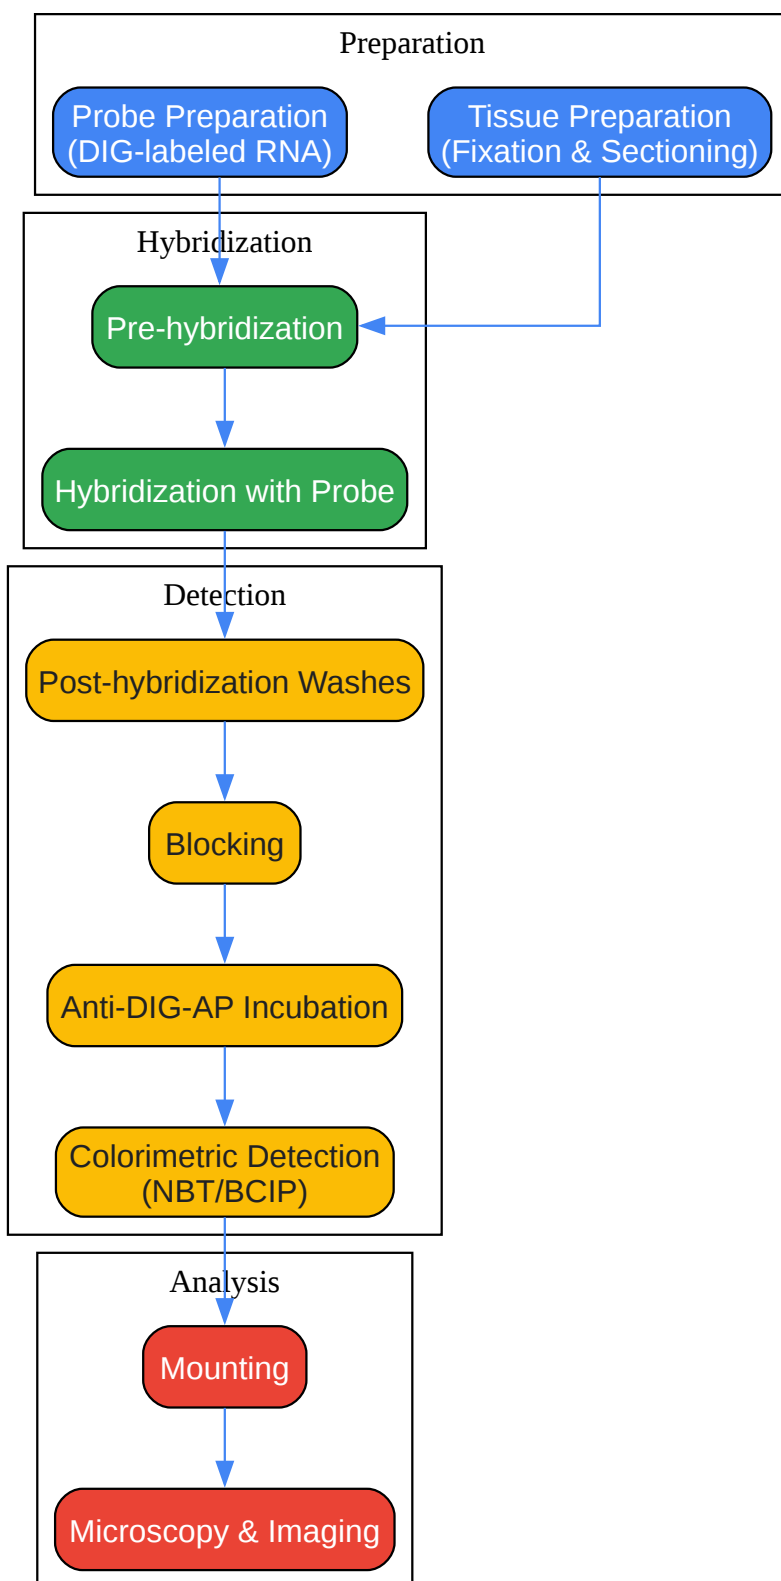 Preparation
Probe Preparation
(DIG-labeled RNA)
Tissue Preparation
(Fixation & Sectioning)
Hybridization
Pre-hybridization
Hybridization with Probe
Detection
Post-hybridization Washes
Blocking
Anti-DIG-AP Incubation
Colorimetric Detection
(NBT/BCIP)
Analysis
Mounting
Microscopy & Imaging